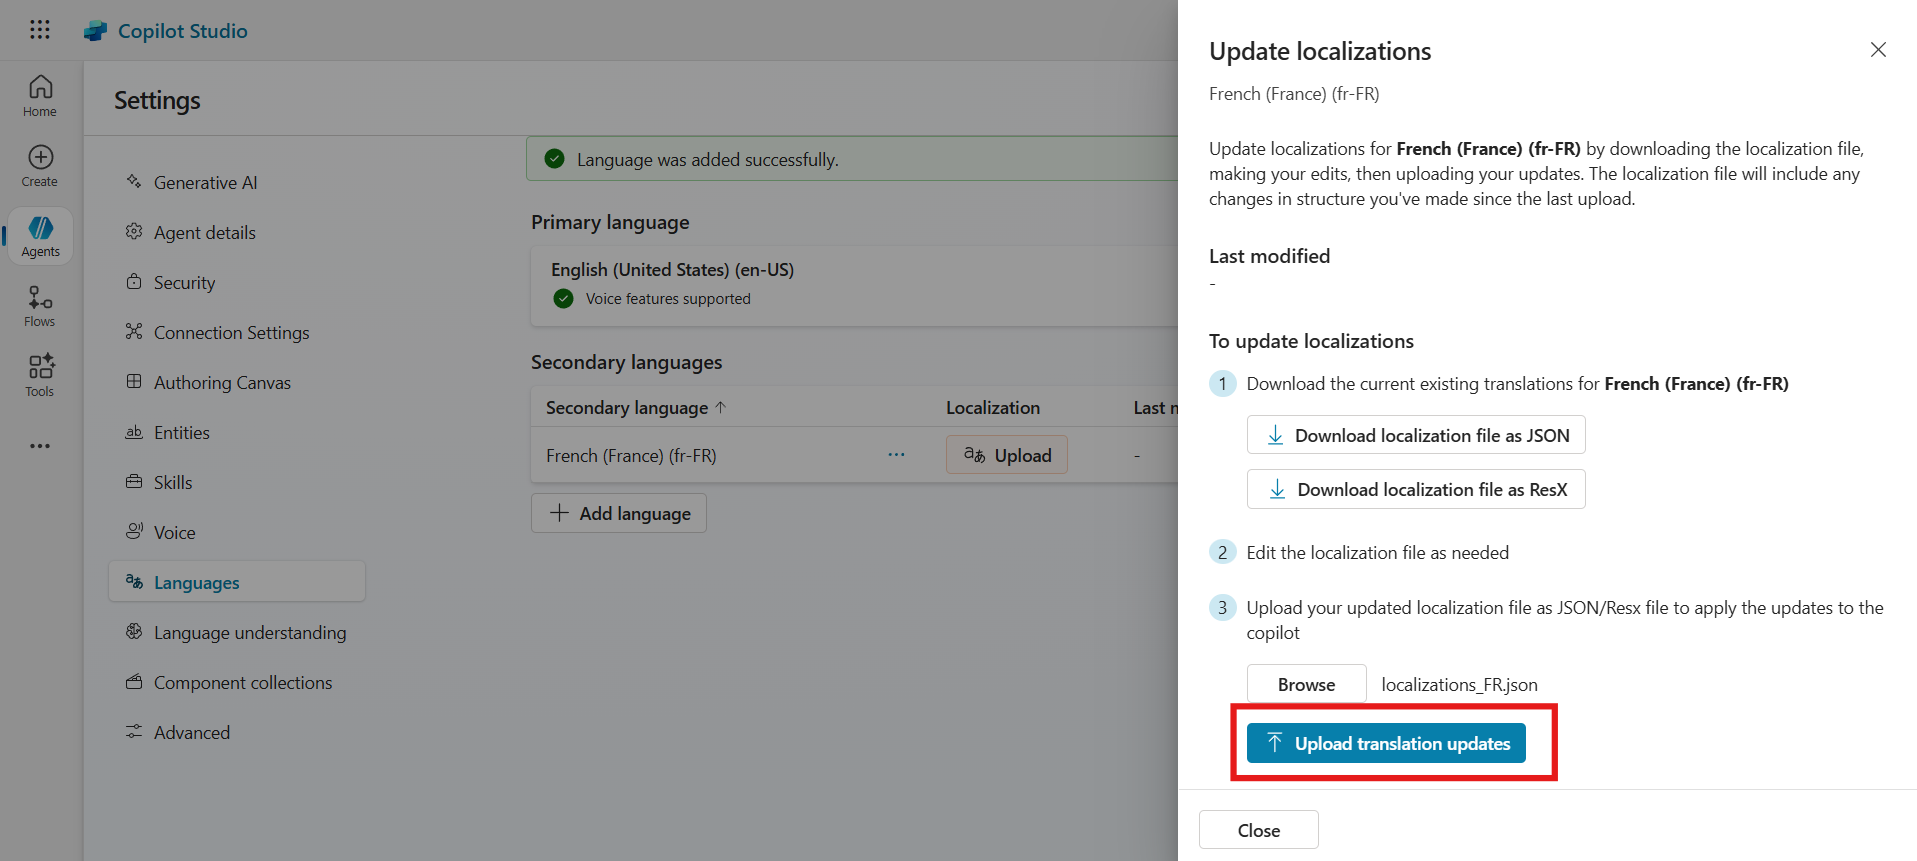 Copilot Studio
Home
Create
Agents
Flows
Tools
Settings
Generative AI
Agent details
Security
Connection Settings
Authoring Canvas
Entities
Skills
Voice
Languages
Language understanding
Component collections
Advanced
Language was added successfully.
Primary language
English (United States) (en-US)
Voice features supported
Secondary languages
Secondary language Localization Last
French (France) (fr-FR) ... Upload -
Add language
Update localizations
French (France) (fr-FR)
Update localizations for French (France) (fr-FR) by downloading the localization file,
making your edits, then uploading your updates. The localization file will include any
changes in structure you've made since the last upload.
Last modified
-
To update localizations
1 Download the current existing translations for French (France) (fr-FR)
Download localization file as JSON
Download localization file as ResX
2 Edit the localization file as needed
3 Upload your updated localization file as JSON/Resx file to apply the updates to the
copilot
Browse localizations_FR.json
Upload translation updates
Close